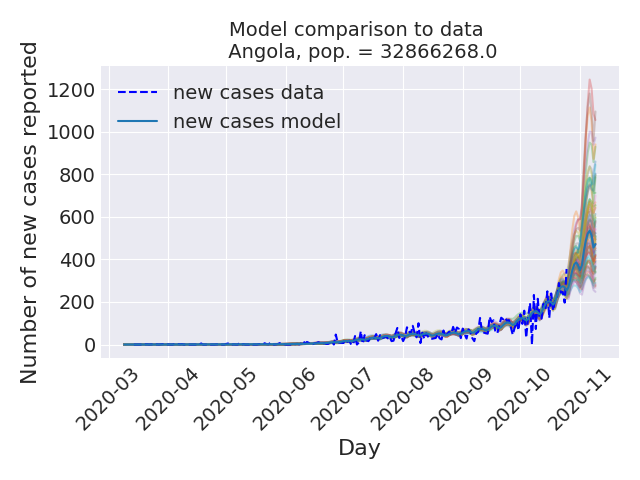 Model comparison to data
Angola, pop. = 32866268.0
new cases data
new cases model
Number of new cases reported
1200
1000
800
600
400
200
0
2020-03
2020-04
2020-05
2020-06
2020-07
2020-08
2020-09
2020-10
2020-11
Day